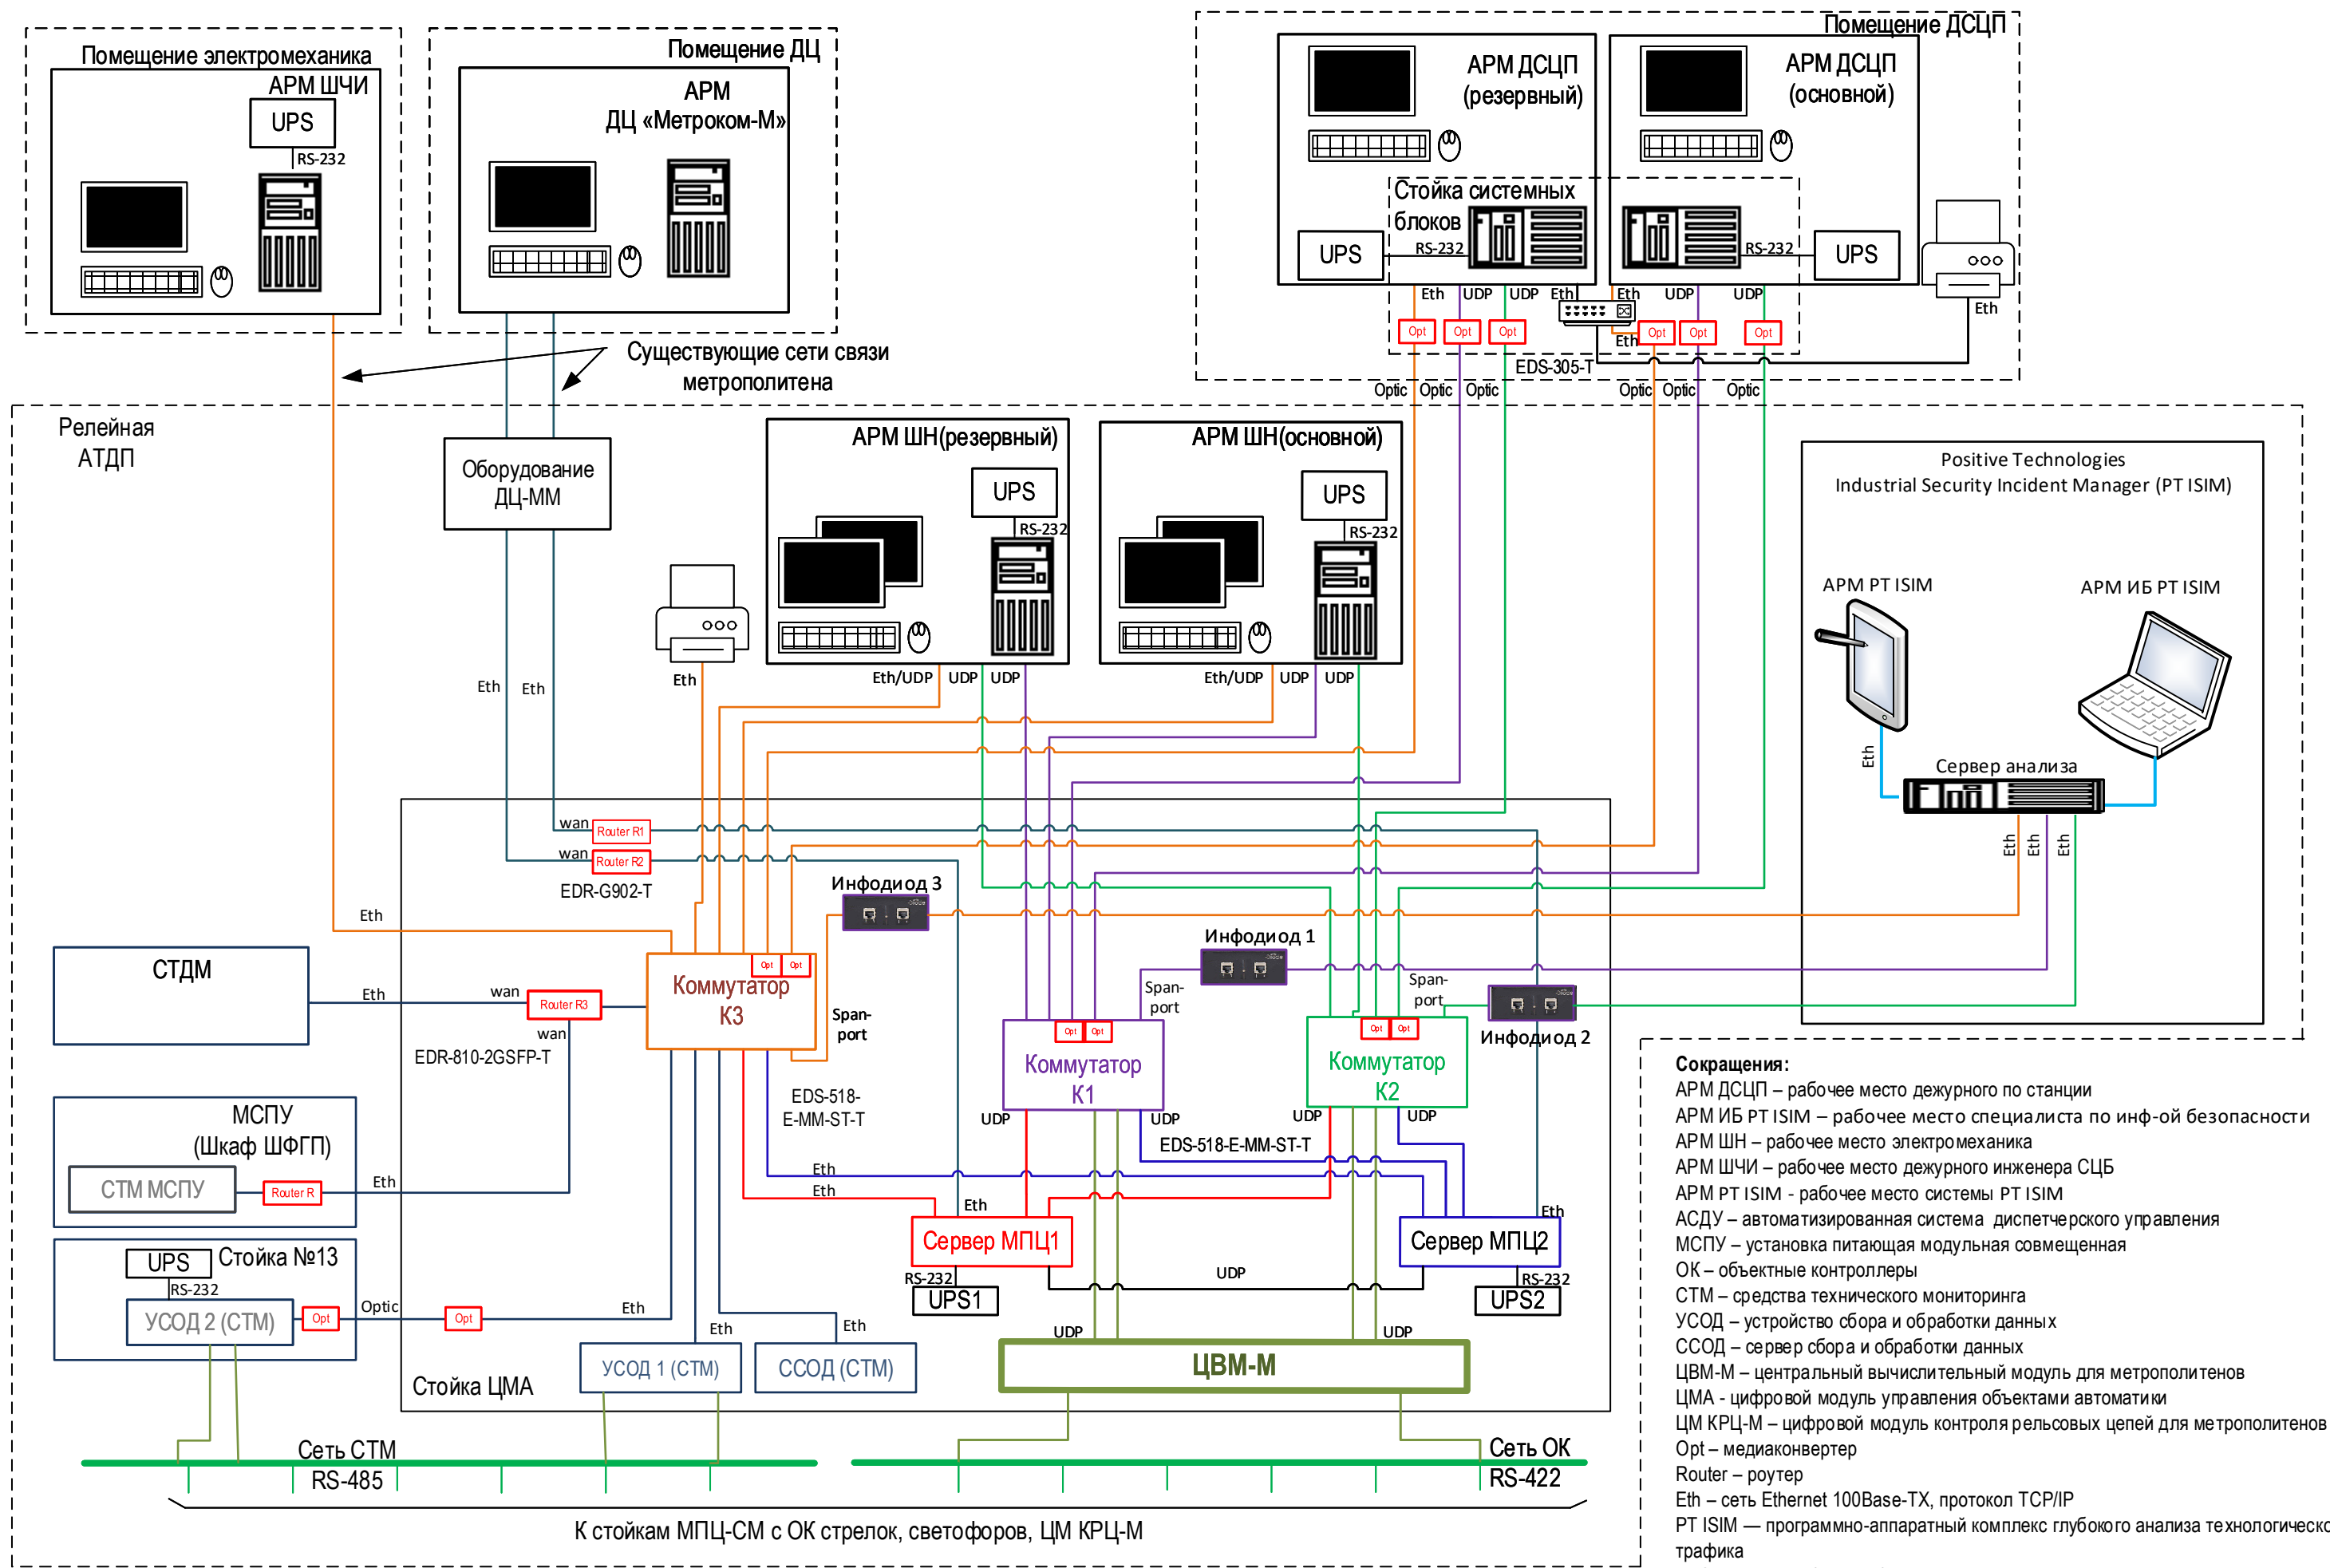 Помещение электромеханика
АРМ ШЧИ
UPS
RS-232
Помещение ДЦ
АРМ
ДЦ «Метроком-М»
Помещение ДСЦП
АРМ ДСЦП
(резервный)
АРМ ДСЦП
(основной)
Стойка системных
блоков
UPS
RS-232
RS-232
UPS
Eth
UDP
UDP
Eth
Eth
UDP
UDP
Eth
Opt
Opt
Opt
Opt
Opt
Opt
Eth
EDS-305-T
Optic
Optic
Optic
Optic
Optic
Optic
Существующие сети связи
метрополитена
Релейная
АТДП
Оборудование
ДЦ-ММ
АРМ ШН(резервный)
UPS
RS-232
АРМ ШН(основной)
UPS
RS-232
Positive Technologies
Industrial Security Incident Manager (PT ISIM)
АРМ PT ISIM
АРМ ИБ PT ISIM
Eth
Сервер анализа
Eth
Eth
Eth
Eth
Eth
Eth
Eth/UDP
UDP
UDP
Eth/UDP
UDP
UDP
wan
Router R1
wan
Router R2
EDR-G902-T
Инфодиод 3
Инфодиод 1
Инфодиод 2
Eth
СТДМ
Eth
wan
Router R3
wan
EDR-810-2GSFP-T
Opt
Opt
Коммутатор
К3
Span-
port
Span-
port
Span-
port
Opt
Opt
Коммутатор
К1
Opt
Opt
Коммутатор
К2
EDS-518-
E-MM-ST-T
UDP
UDP
UDP
UDP
EDS-518-E-MM-ST-T
МСПУ
(Шкаф ШФГП)
СТМ МСПУ
Router R
Eth
Eth
Eth
Eth
Eth
Сервер МПЦ1
Сервер МПЦ2
RS-232
UPS1
UDP
RS-232
UPS2
Стойка №13
UPS
RS-232
УСОД 2 (СТМ)
Opt
Optic
Opt
Eth
Eth
Eth
УСОД 1 (СТМ)
ССОД (СТМ)
UDP
UDP
ЦВМ-М
Стойка ЦМА
Сеть СТМ
RS-485
Сеть ОК
RS-422
К стойкам МПЦ-СМ с ОК стрелок, светофоров, ЦМ КРЦ-М
Сокращения:
АРМ ДСЦП – рабочее место дежурного по станции
АРМ ИБ PT ISIM – рабочее место специалиста по инф-ой безопасности
АРМ ШН – рабочее место электромеханика
АРМ ШЧИ – рабочее место дежурного инженера СЦБ
АРМ PT ISIM - рабочее место системы PT ISIM
АСДУ – автоматизированная система диспетчерского управления
МСПУ – установка питающая модульная совмещенная
ОК – объектные контроллеры
СТМ – средства технического мониторинга
УСОД – устройство сбора и обработки данных
ССОД – сервер сбора и обработки данных
ЦВМ-М – центральный вычислительный модуль для метрополитенов
ЦМА - цифровой модуль управления объектами автоматики
ЦМ КРЦ-М – цифровой модуль контроля рельсовых цепей для метрополитенов
Opt – медиаконвертер
Router – роутер
Eth – сеть Ethernet 100Base-TX, протокол TCP/IP
PT ISIM — программно-аппаратный комплекс глубокого анализа технологическо
трафика